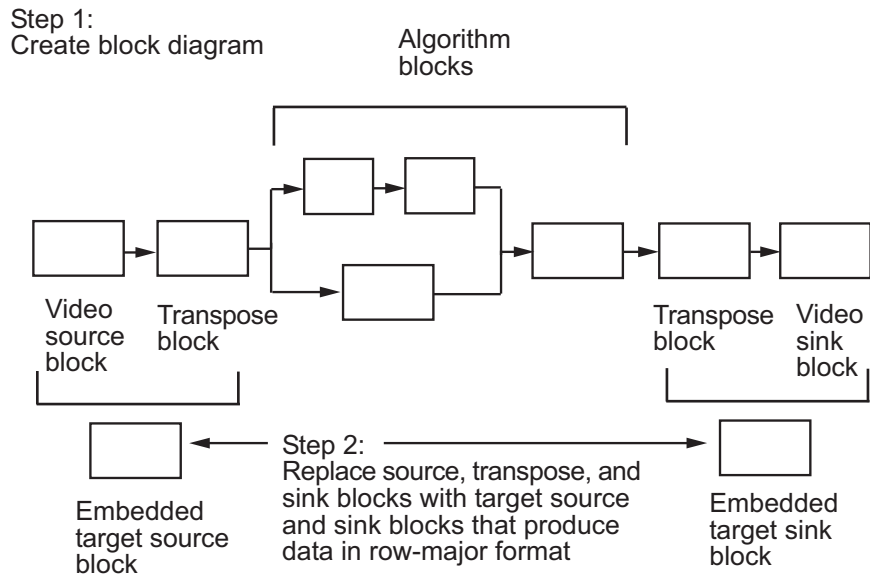 Step 1:
Create block diagram
Algorithm
blocks
Video
source
block
Transpose
block
Transpose
block
Video
sink
block
Step 2:
Replace source, transpose, and
sink blocks with target source
and sink blocks that produce
data in row-major format
Embedded
target source
block
Embedded
target sink
block